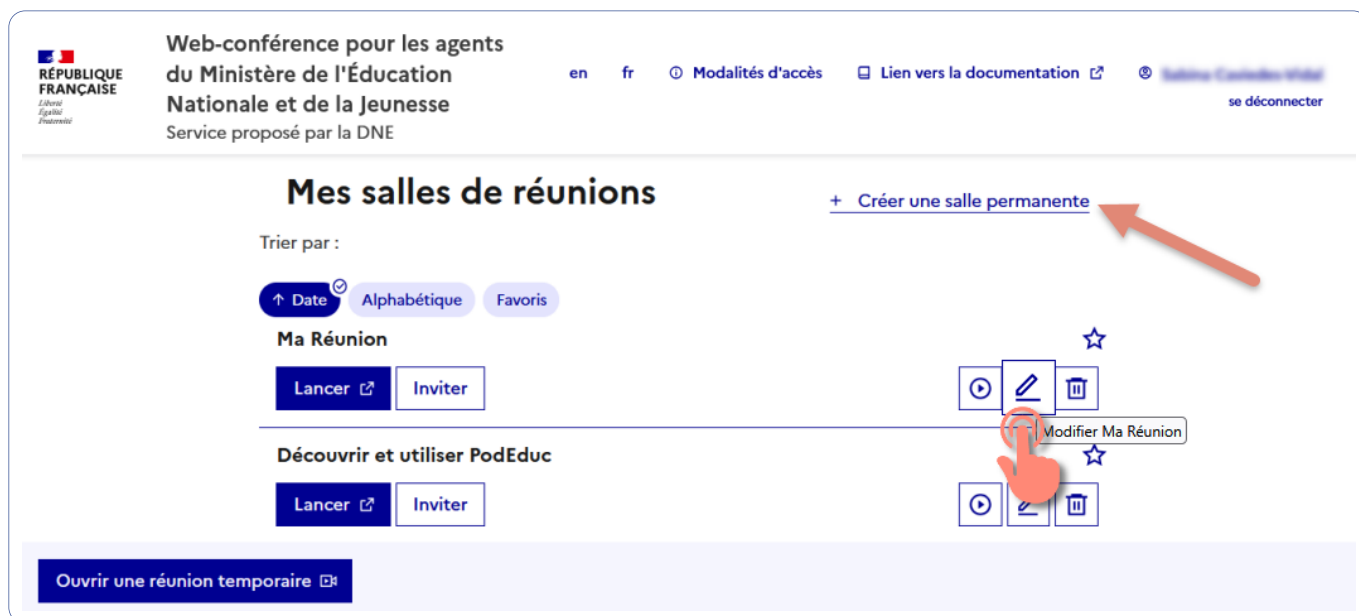 RÉPUBLIQUE
FRANÇAISE
Liberté
Égalité
Fraternité
Web-conférence pour les agents
du Ministère de l'Éducation
Nationale et de la Jeunesse
Service proposé par la DNE
en fr Modalités d'accès Lien vers la documentation
se déconnecter
Mes salles de réunions
+ Créer une salle permanente
Trier par :
↑ Date Alphabétique Favoris
Ma Réunion
Lancer Inviter
Modifier Ma Réunion
Découvrir et utiliser PodEduc
Lancer Inviter
Ouvrir une réunion temporaire